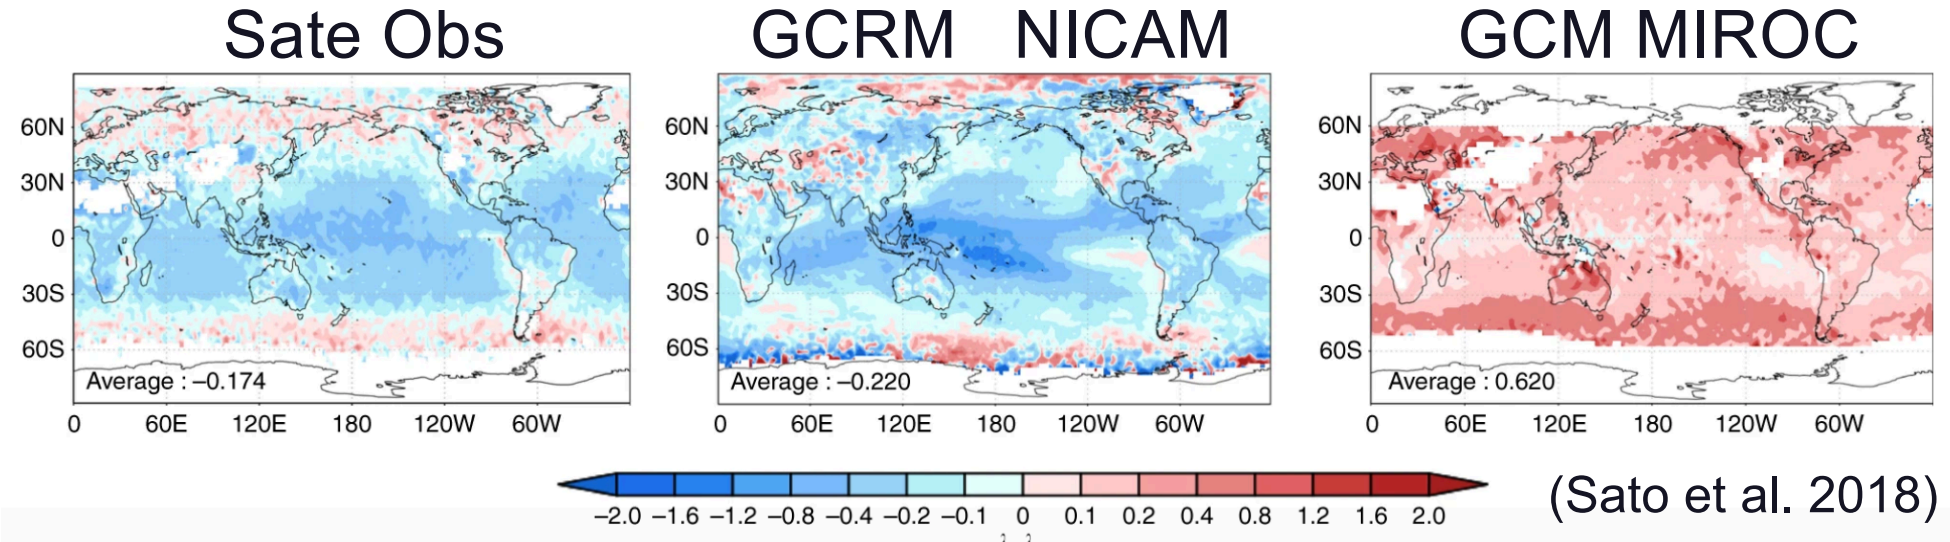 Sate Obs
GCRM NICAM
GCM MIROC
60N
30N
0
30S
60S
Average : –0.174
0 60E 120E 180 120W 60W
60N
30N
0
30S
60S
Average : –0.220
0 60E 120E 180 120W 60W
60N
30N
0
30S
60S
Average : 0.620
0 60E 120E 180 120W 60W
–2.0 –1.6 –1.2 –0.8 –0.4 –0.2 –0.1 0 0.1 0.2 0.4 0.8 1.2 1.6 2.0
(Sato et al. 2018)